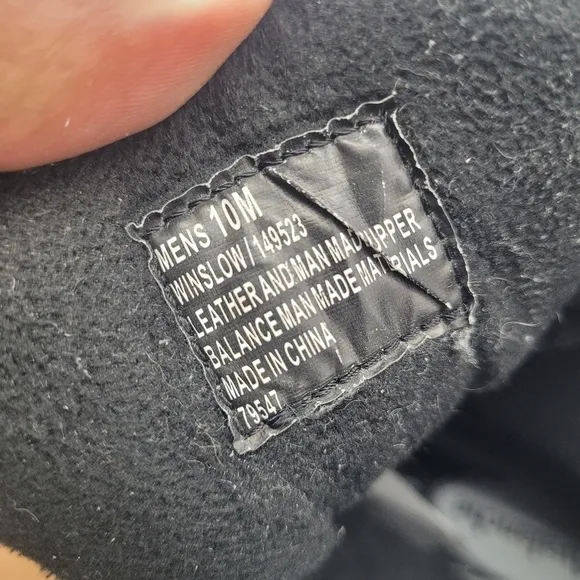 MENS 10M
WINSLOW/149523
LEATHER AND MAN MADE UPPER
BALANCE MAN MADE MATERIALS
MADE IN CHINA
79547